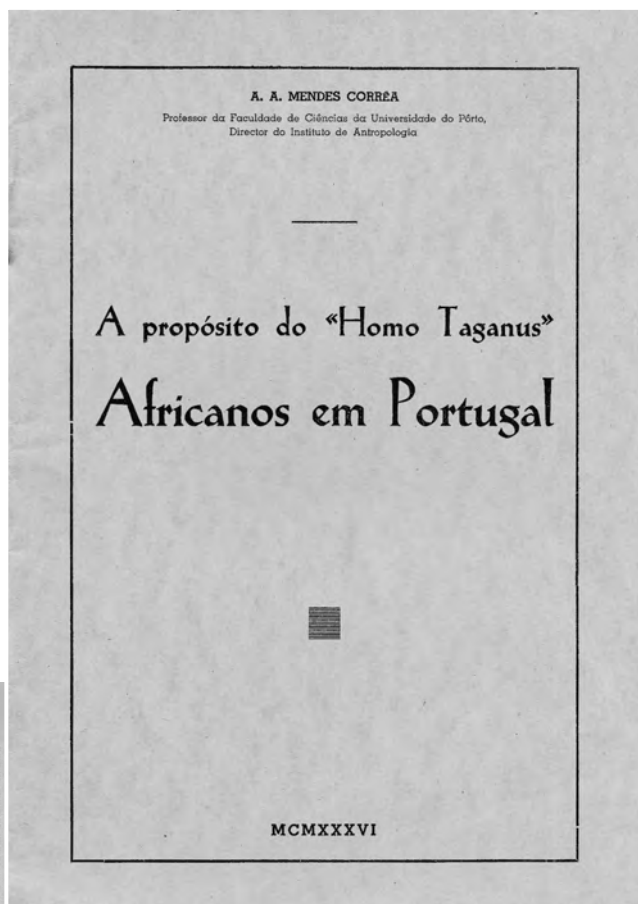 A. A. MENDES CORRÊA
Professor da Faculdade de Ciências da Universidade do Pôrto,
Director do Instituto de Antropologia
A propósito do «Homo Taganus»
Africanos em Portugal
MCMXXXVI